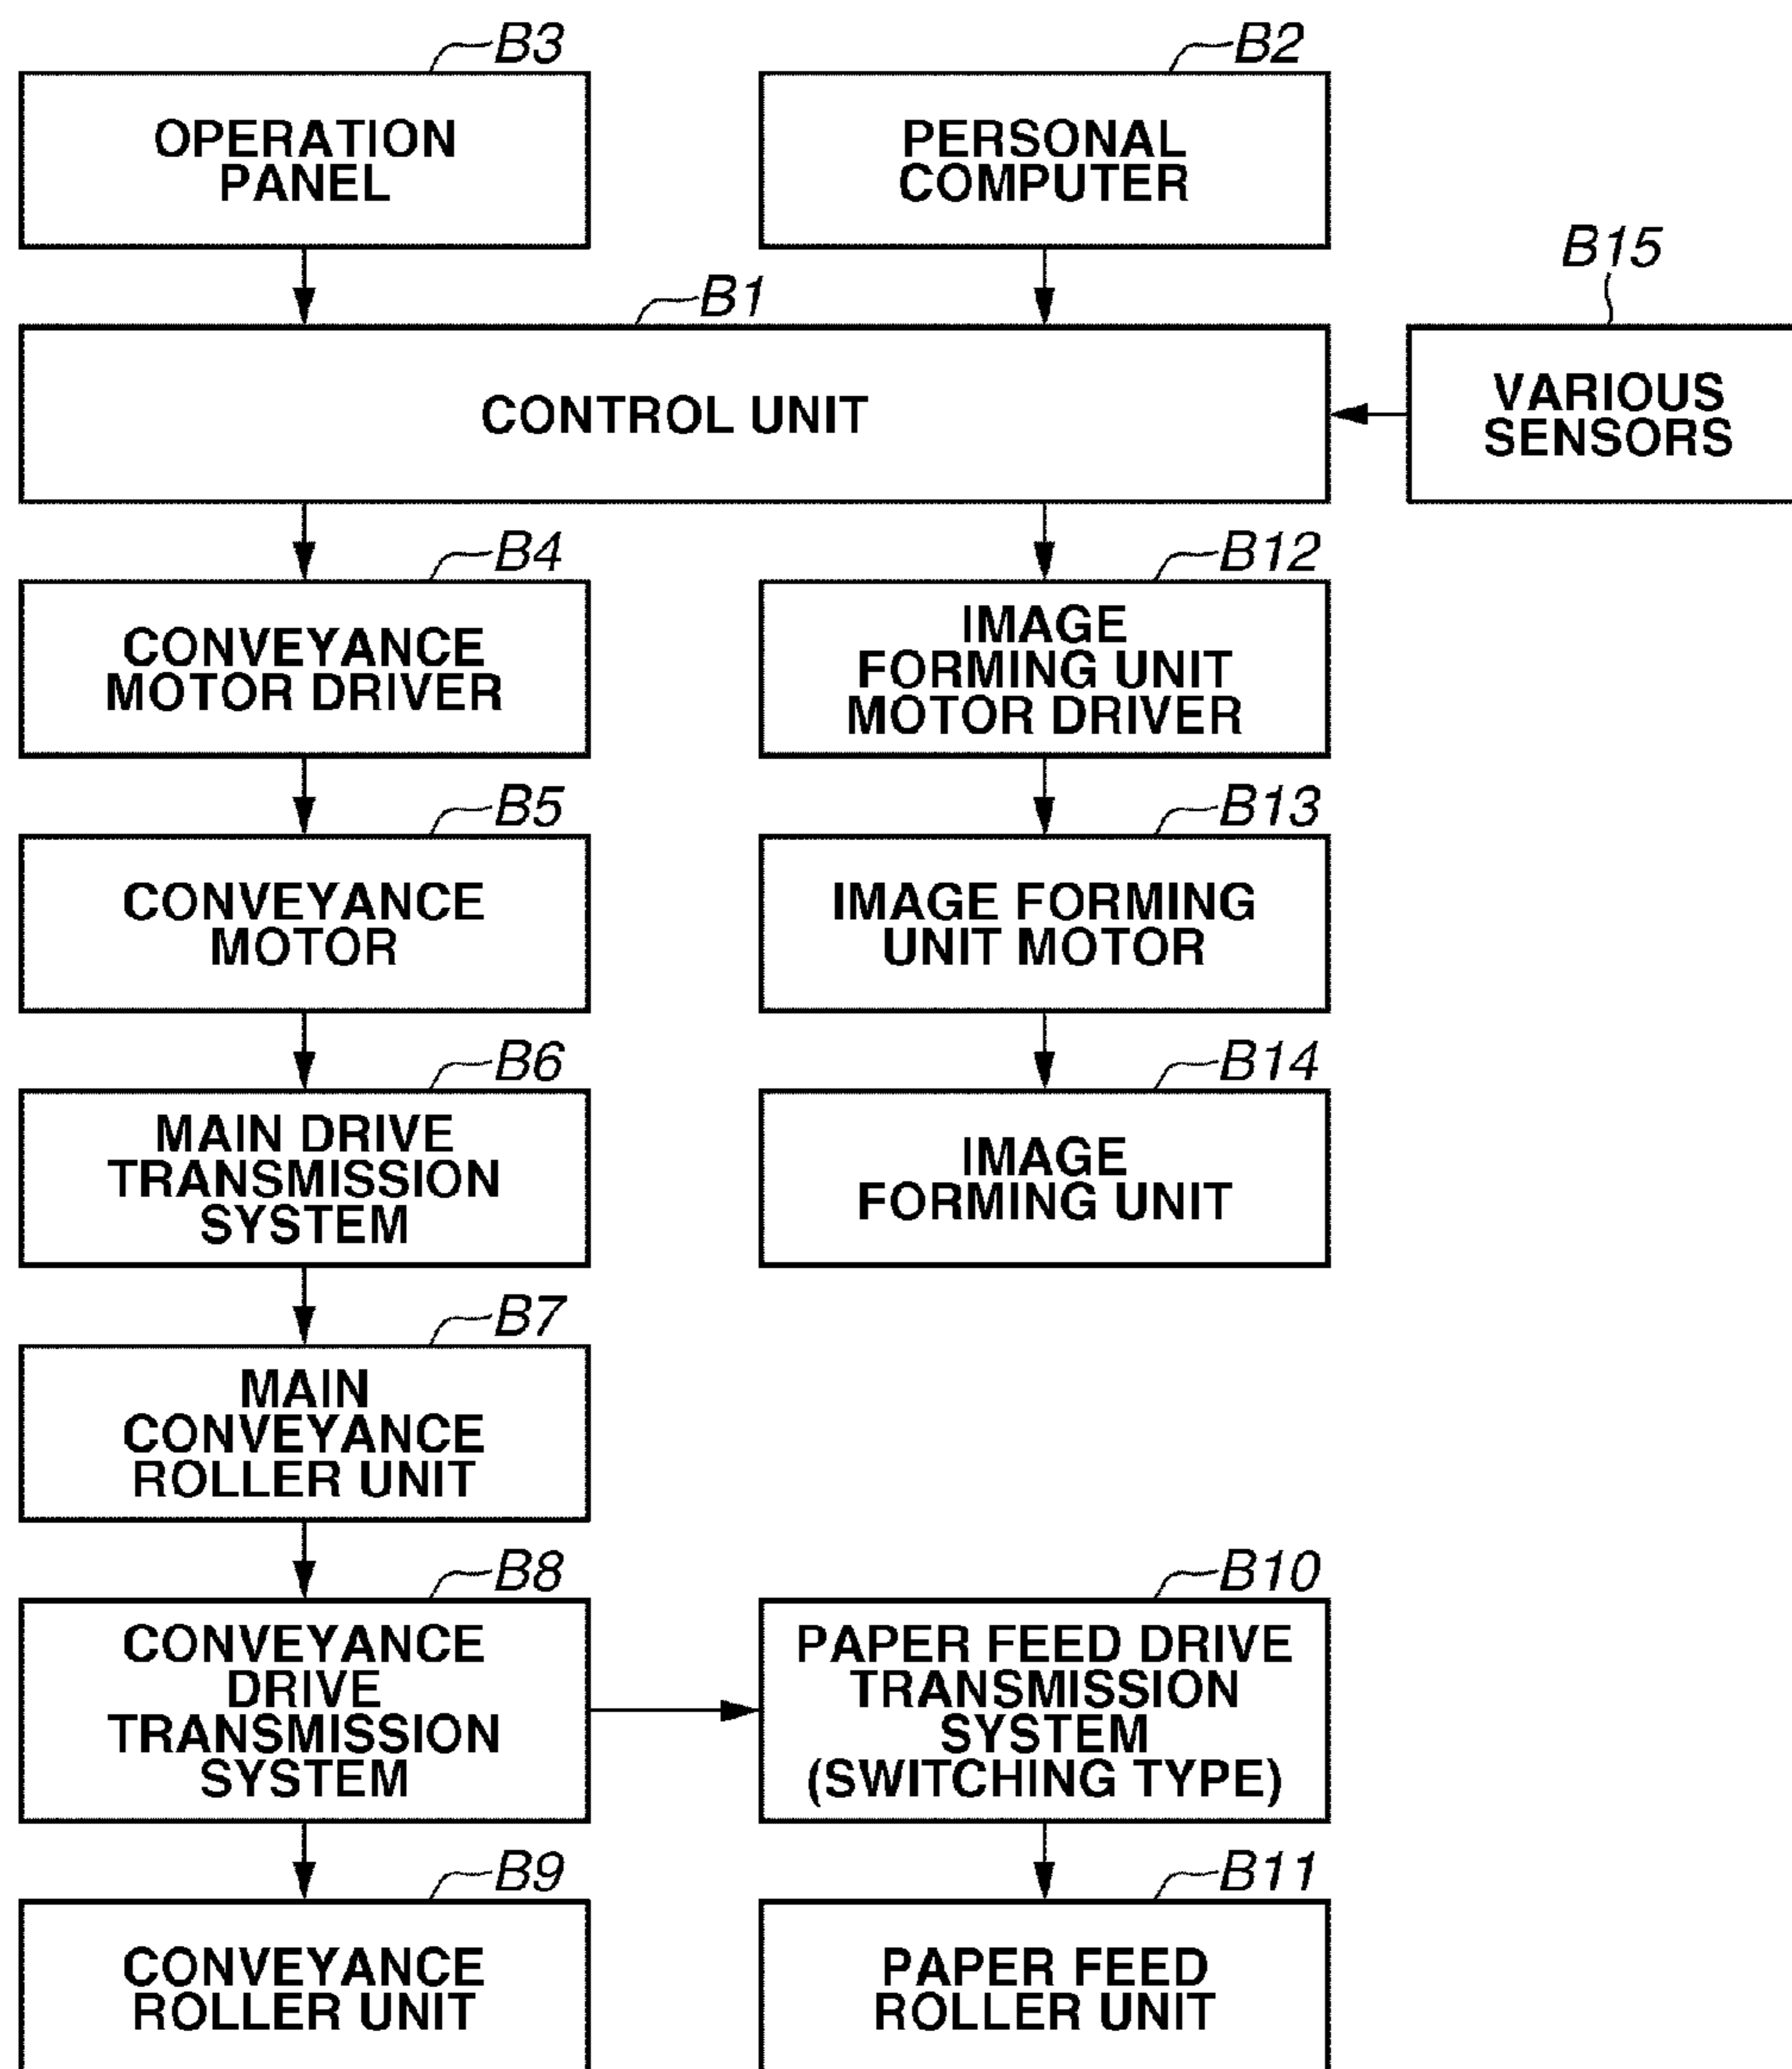 B3
OPERATION
PANEL
B2
PERSONAL
COMPUTER
B1
CONTROL UNIT
B15
VARIOUS
SENSORS
B4
CONVEYANCE
MOTOR DRIVER
B12
IMAGE
FORMING UNIT
MOTOR DRIVER
B5
CONVEYANCE
MOTOR
B13
IMAGE FORMING
UNIT MOTOR
B6
MAIN DRIVE
TRANSMISSION
SYSTEM
B14
IMAGE
FORMING UNIT
B7
MAIN
CONVEYANCE
ROLLER UNIT
B8
CONVEYANCE
DRIVE
TRANSMISSION
SYSTEM
B10
PAPER FEED DRIVE
TRANSMISSION
SYSTEM
(SWITCHING TYPE)
B9
CONVEYANCE
ROLLER UNIT
B11
PAPER FEED
ROLLER UNIT